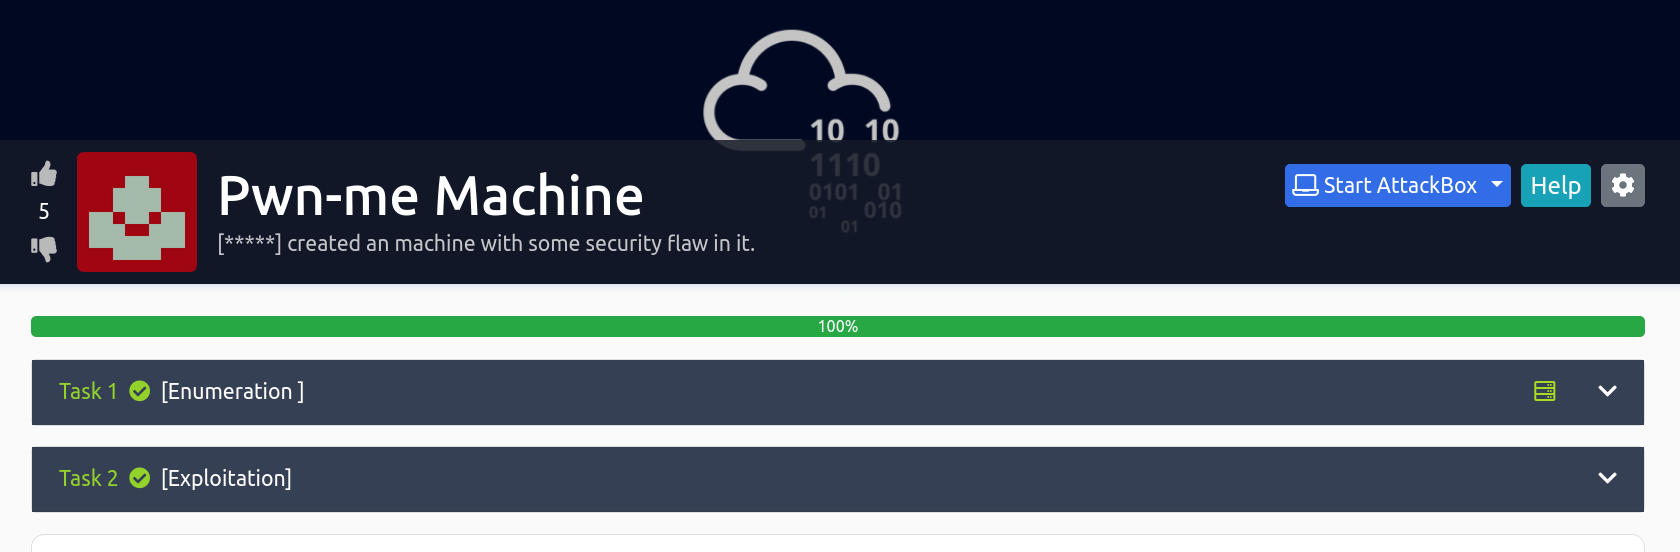 10 10
1110
0101 01
01 010
01
5
Pwn-me Machine
[*****] created an machine with some security flaw in it.
Start AttackBox
Help
100%
Task 1 [Enumeration ]
Task 2 [Exploitation]